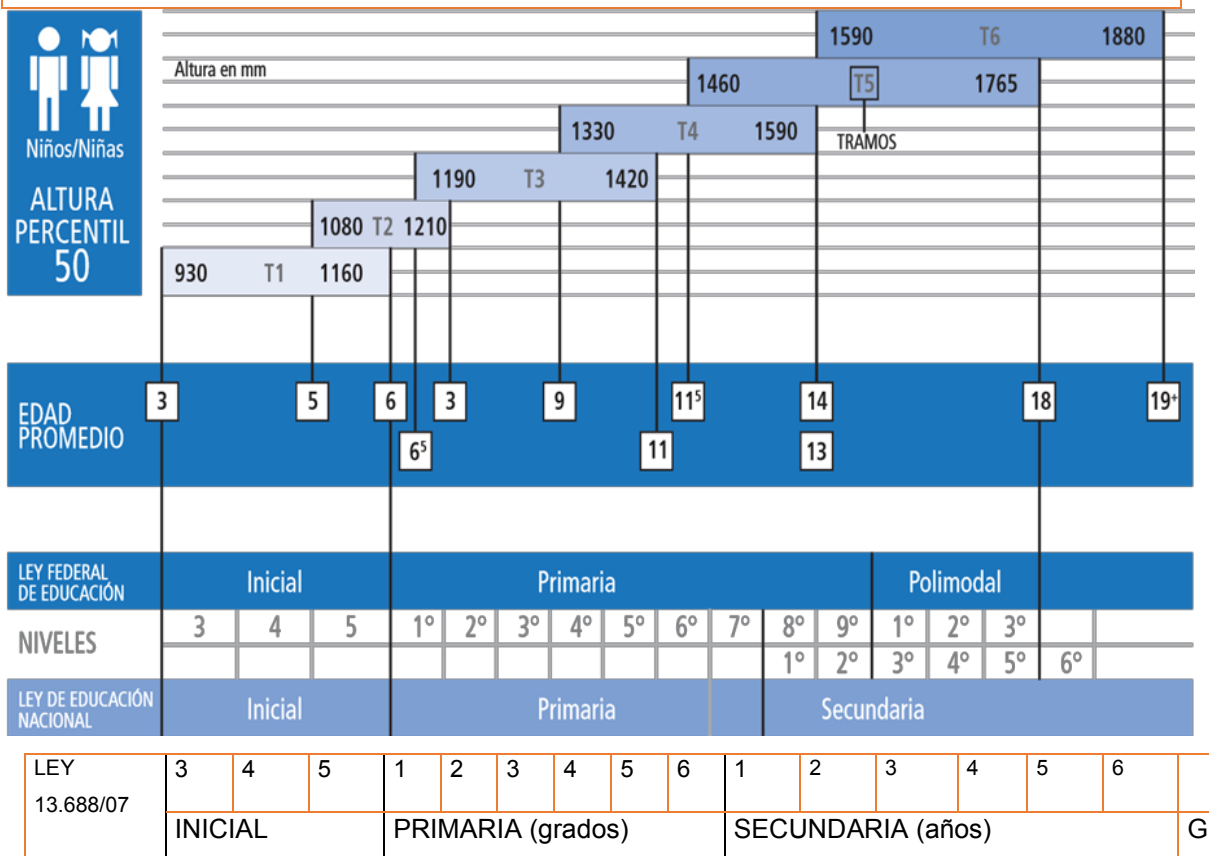 1590 T6 1880
Altura en mm
1460 T5 1765
Niños/Niñas
1330 T4 1590
TRAMOS
ALTURA
PERCENTIL
50
1190 T3 1420
1080 T2 1210
930 T1 1160
EDAD
PROMEDIO
3 5 6 3 9 11⁵ 14 18 19⁺
6⁵ 11 13
LEY FEDERAL
DE EDUCACIÓN
Inicial Primaria Polimodal
NIVELES
3 4 5 1° 2° 3° 4° 5° 6° 7° 8° 9° 1° 2° 3°
1° 2° 3° 4° 5° 6°
LEY DE EDUCACIÓN
NACIONAL
Inicial Primaria Secundaria
LEY 3 4 5 1 2 3 4 5 6 1 2 3 4 5 6
13.688/07
INICIAL PRIMARIA (grados) SECUNDARIA (años) G